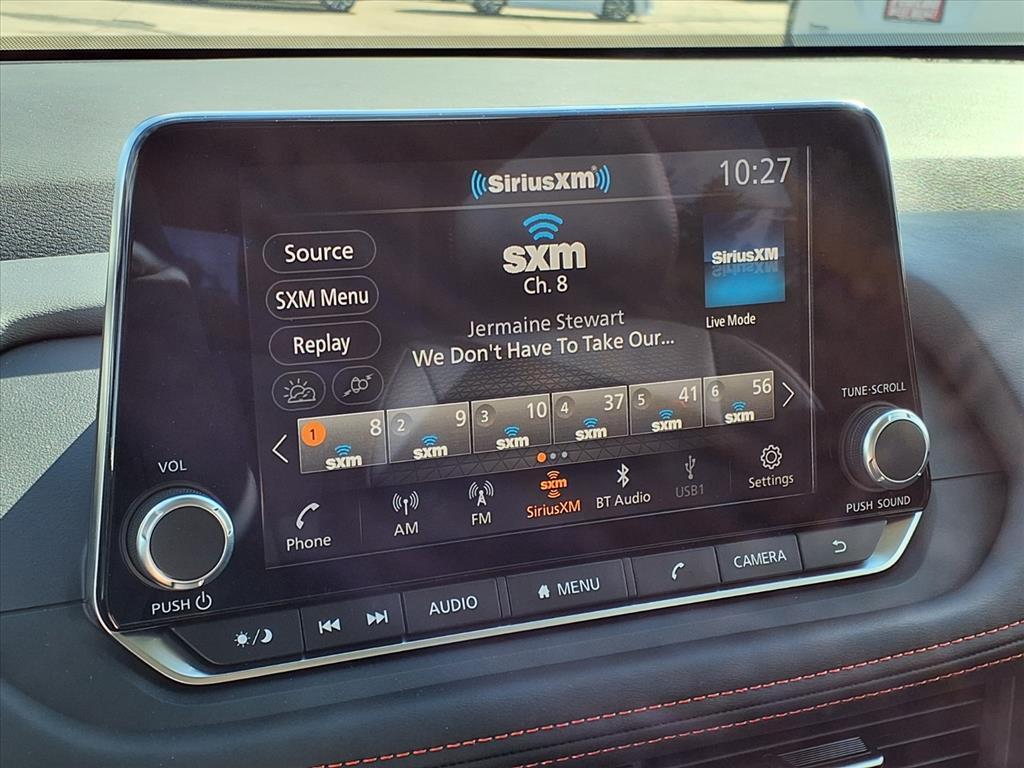 SiriusXM
10:27
Source
SXM Menu
Replay
sxm
Ch. 8
Jermaine Stewart
We Don't Have To Take Our...
SiriusXM
Live Mode
1 8 sxm
2 9 sxm
3 10 sxm
4 37 sxm
5 41 sxm
6 56 sxm
Phone
AM
FM
sxm
SiriusXM
BT Audio
USB1
Settings
VOL
PUSH
TUNE·SCROLL
PUSH SOUND
AUDIO
MENU
CAMERA